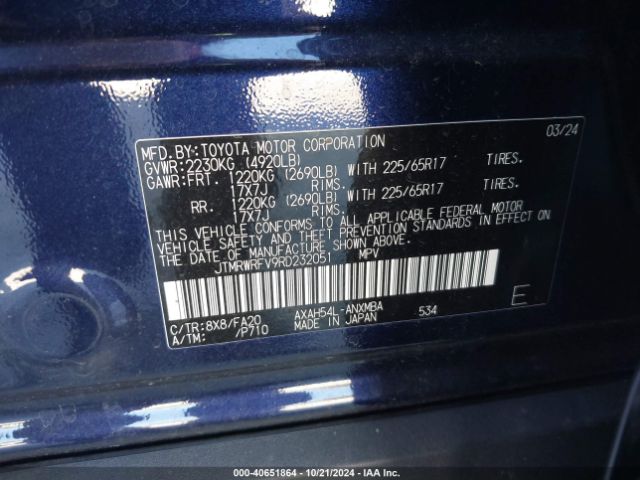 MFD.BY:TOYOTA MOTOR CORPORATION 03/24
GVWR:2230KG (4920LB)
GAWR:FRT. 1220KG (2690LB) WITH 225/65R17 TIRES.
17X7J RIMS.
RR. 1220KG (2690LB) WITH 225/65R17 TIRES.
17X7J RIMS.
THIS VEHICLE CONFORMS TO ALL APPLICABLE FEDERAL MOTOR
VEHICLE SAFETY AND THEFT PREVENTION STANDARDS IN EFFECT ON
THE DATE OF MANUFACTURE SHOWN ABOVE.
JTMRWRFV9RD232051 MPV
C/TR:8X8/FA20 AXAH54L-ANXMBA 534 E
A/TM: /P710 MADE IN JAPAN
000-40651864 | 10/21/2024 | IAA Inc.